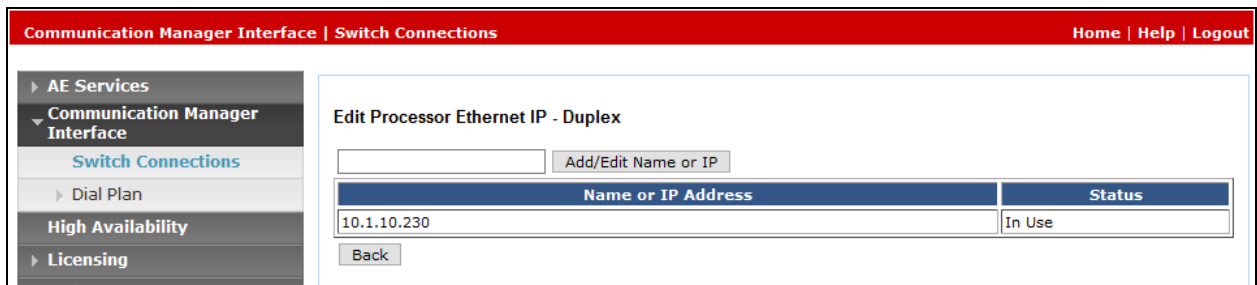 Communication Manager Interface | Switch Connections
Home | Help | Logout
AE Services
Communication Manager
Interface
Switch Connections
Dial Plan
High Availability
Licensing
Edit Processor Ethernet IP - Duplex
Add/Edit Name or IP
Name or IP Address Status
10.1.10.230 In Use
Back